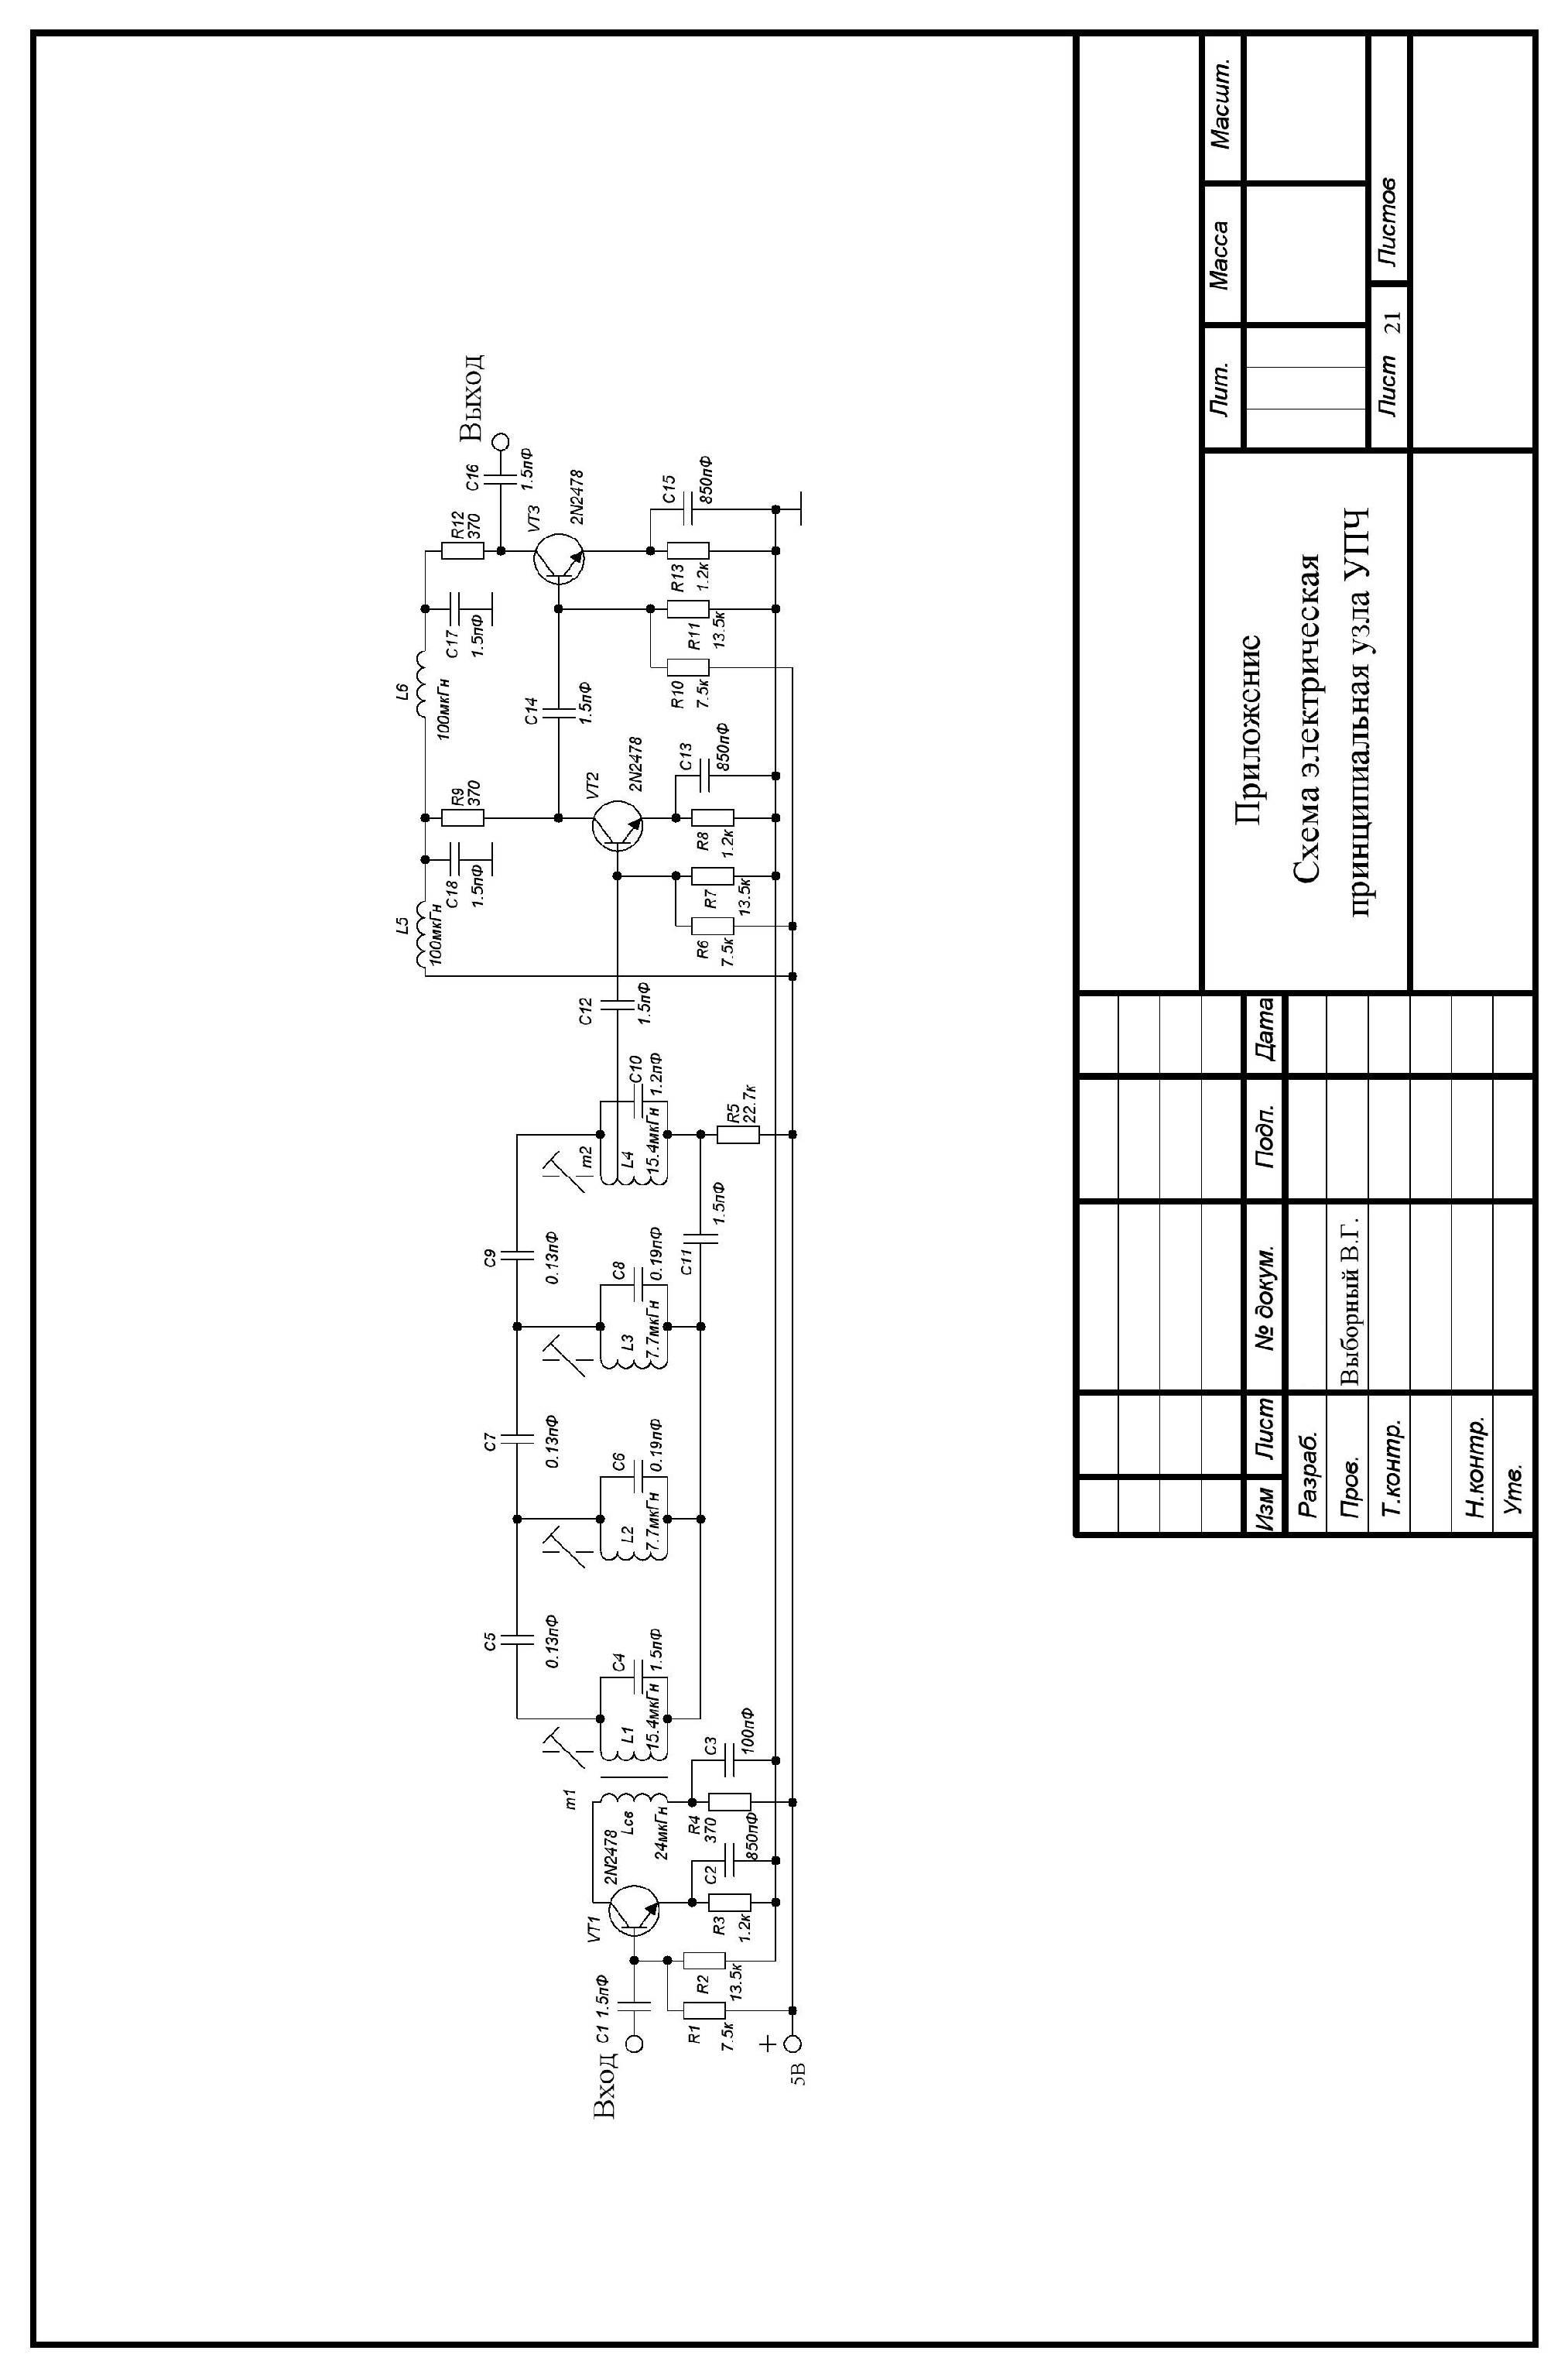 Вход
C1 1.5пФ
R1
7.5к
+
5В
R2
13.5к
VT1
2N2478
R3
1.2к
C2
850пФ
m1
Lсв
24мкГн
R4
370
C3
100пФ
L1
15.4мкГн
C4
1.5пФ
C5
0.13пФ
L2
7.7мкГн
C6
0.19пФ
C7
0.13пФ
L3
7.7мкГн
C8
0.19пФ
C9
0.13пФ
C11
1.5пФ
m2
L4
15.4мкГн
C10
1.2пФ
R5
22.7к
C12
1.5пФ
L5
100мкГн
C18
1.5пФ
R6
7.5к
R7
13.5к
R9
370
VT2
2N2478
R8
1.2к
C13
850пФ
L6
100мкГн
C14
1.5пФ
C17
1.5пФ
R10
7.5к
R11
13.5к
R12
370
VT3
2N2478
R13
1.2к
C15
850пФ
C16
1.5пФ
Выход
Изм Лист № докум. Подп. Дата
Разраб.
Пров. Выборный В.Г.
Т.контр.
Н.контр.
Утв.
Приложение
Схема электрическая
принципиальная узла УПЧ
Лит. Масса Масшт.
Лист 21 Листов